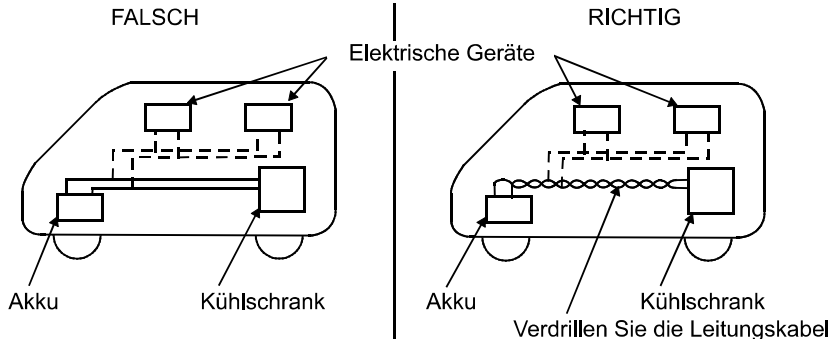 FALSCH
RICHTIG
Elektrische Geräte
Akku
Kühlschrank
Akku
Kühlschrank
Verdrillen Sie die Leitungskabel